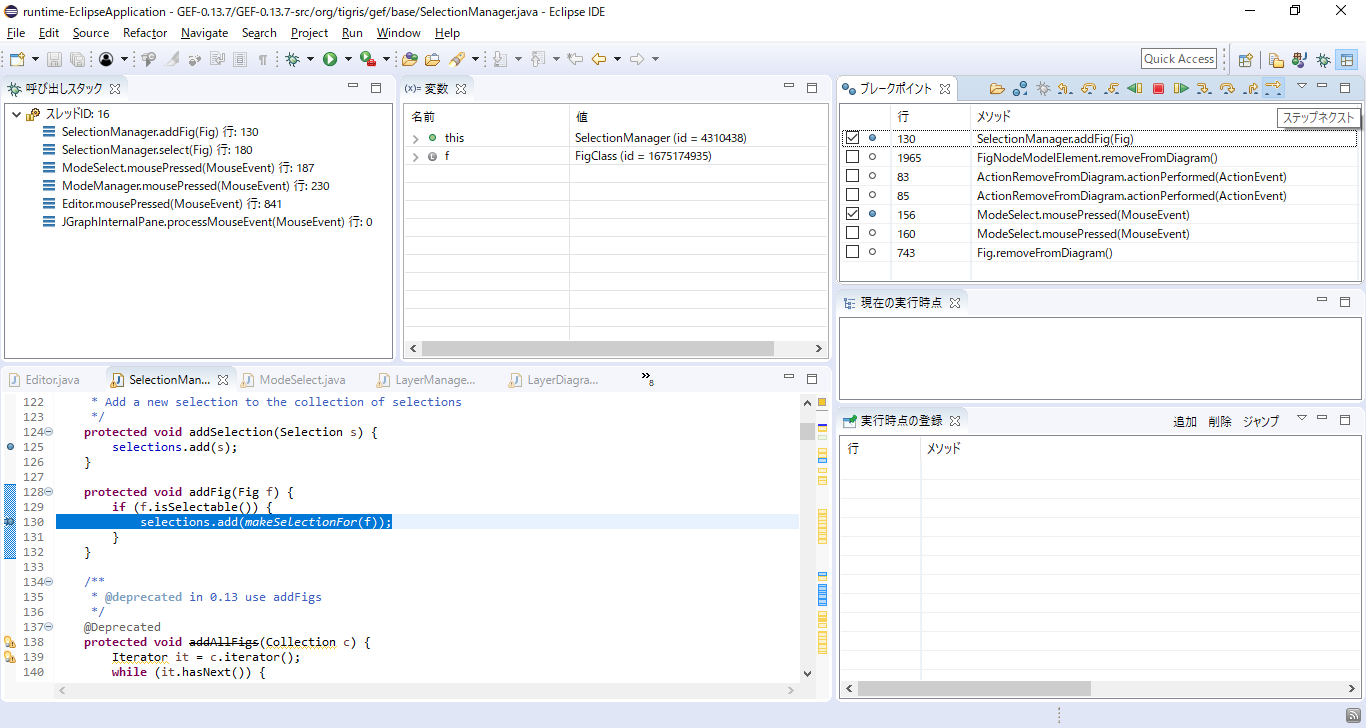 runtime-EclipseApplication - GEF-0.13.7/GEF-0.13.7-src/org/tigris/gef/base/SelectionManager.java - Eclipse IDE
File Edit Source Refactor Navigate Search Project Run Window Help
Quick Access
呼び出しスタック
スレッドID: 16
SelectionManager.addFig(Fig) 行: 130
SelectionManager.select(Fig) 行: 180
ModeSelect.mousePressed(MouseEvent) 行: 187
ModeManager.mousePressed(MouseEvent) 行: 230
Editor.mousePressed(MouseEvent) 行: 841
JGraphInternalPane.processMouseEvent(MouseEvent) 行: 0
(x)= 変数
名前 値
this SelectionManager (id = 4310438)
f FigClass (id = 1675174935)
ブレークポイント
行 メソッド
ステップネクスト
130 SelectionManager.addFig(Fig)
1965 FigNodeModelElement.removeFromDiagram()
83 ActionRemoveFromDiagram.actionPerformed(ActionEvent)
85 ActionRemoveFromDiagram.actionPerformed(ActionEvent)
156 ModeSelect.mousePressed(MouseEvent)
160 ModeSelect.mousePressed(MouseEvent)
743 Fig.removeFromDiagram()
現在の実行時点
実行時点の登録 追加 削除 ジャンプ
行 メソッド
Editor.java SelectionMan... ModeSelect.java LayerManage... LayerDiagra... »8
122 * Add a new selection to the collection of selections
123 */
124 protected void addSelection(Selection s) {
125 selections.add(s);
126 }
127
128 protected void addFig(Fig f) {
129 if (f.isSelectable()) {
130 selections.add(makeSelectionFor(f));
131 }
132 }
133
134 /**
135 * @deprecated in 0.13 use addFigs
136 */
137 @Deprecated
138 protected void addAllFigs(Collection c) {
139 Iterator it = c.iterator();
140 while (it.hasNext()) {